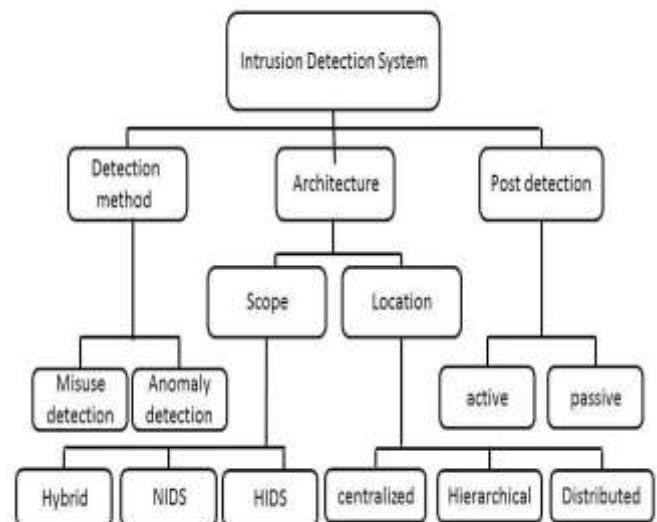 Intrusion Detection System
Detection
method
Architecture
Post detection
Scope
Location
Misuse
detection
Anomaly
detection
active
passive
Hybrid
NIDS
HIDS
centralized
Hierarchical
Distributed